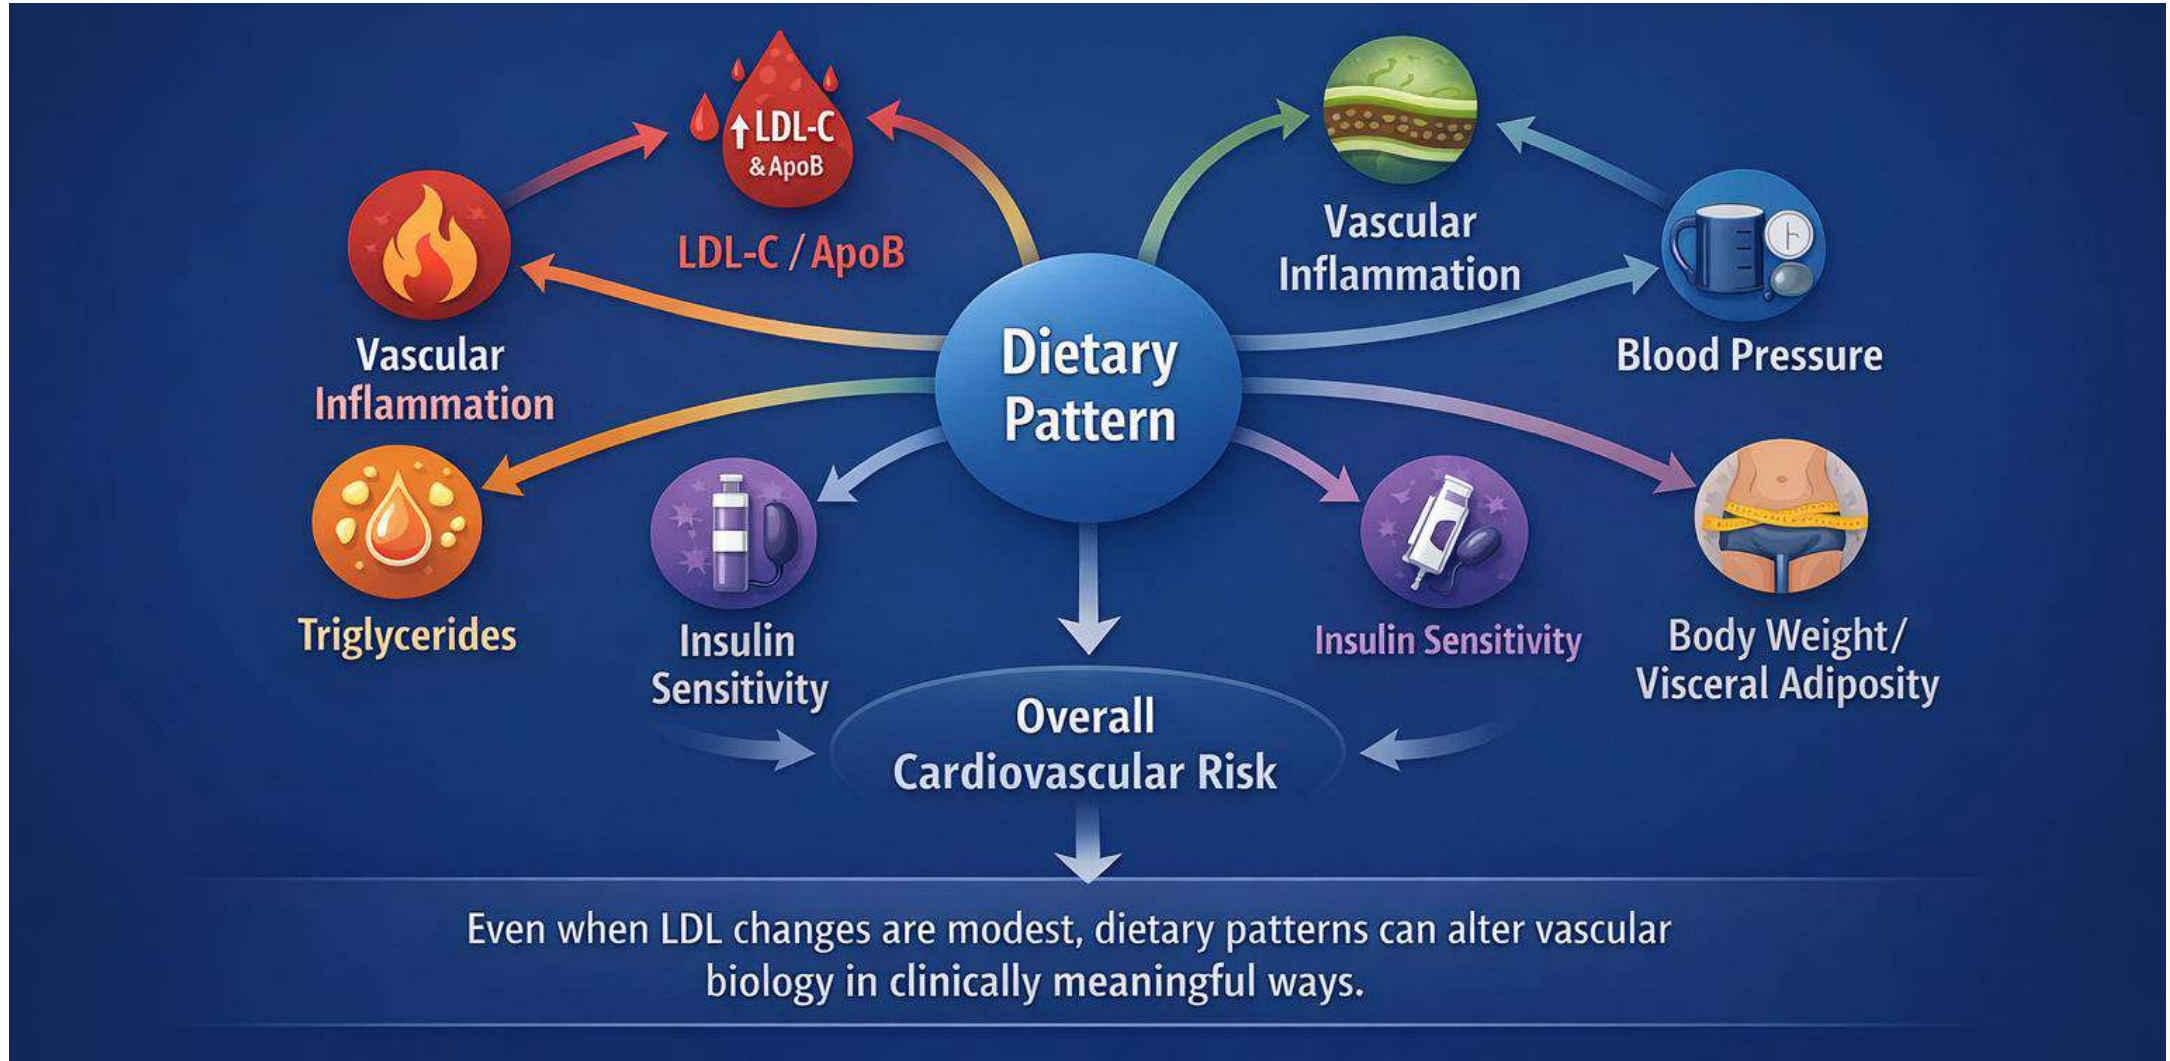 ↑LDL-C
& ApoB
LDL-C / ApoB
Vascular
Inflammation
Vascular
Inflammation
Blood Pressure
Dietary
Pattern
Triglycerides
Insulin
Sensitivity
Insulin Sensitivity
Body Weight/
Visceral Adiposity
Overall
Cardiovascular Risk
Even when LDL changes are modest, dietary patterns can alter vascular
biology in clinically meaningful ways.